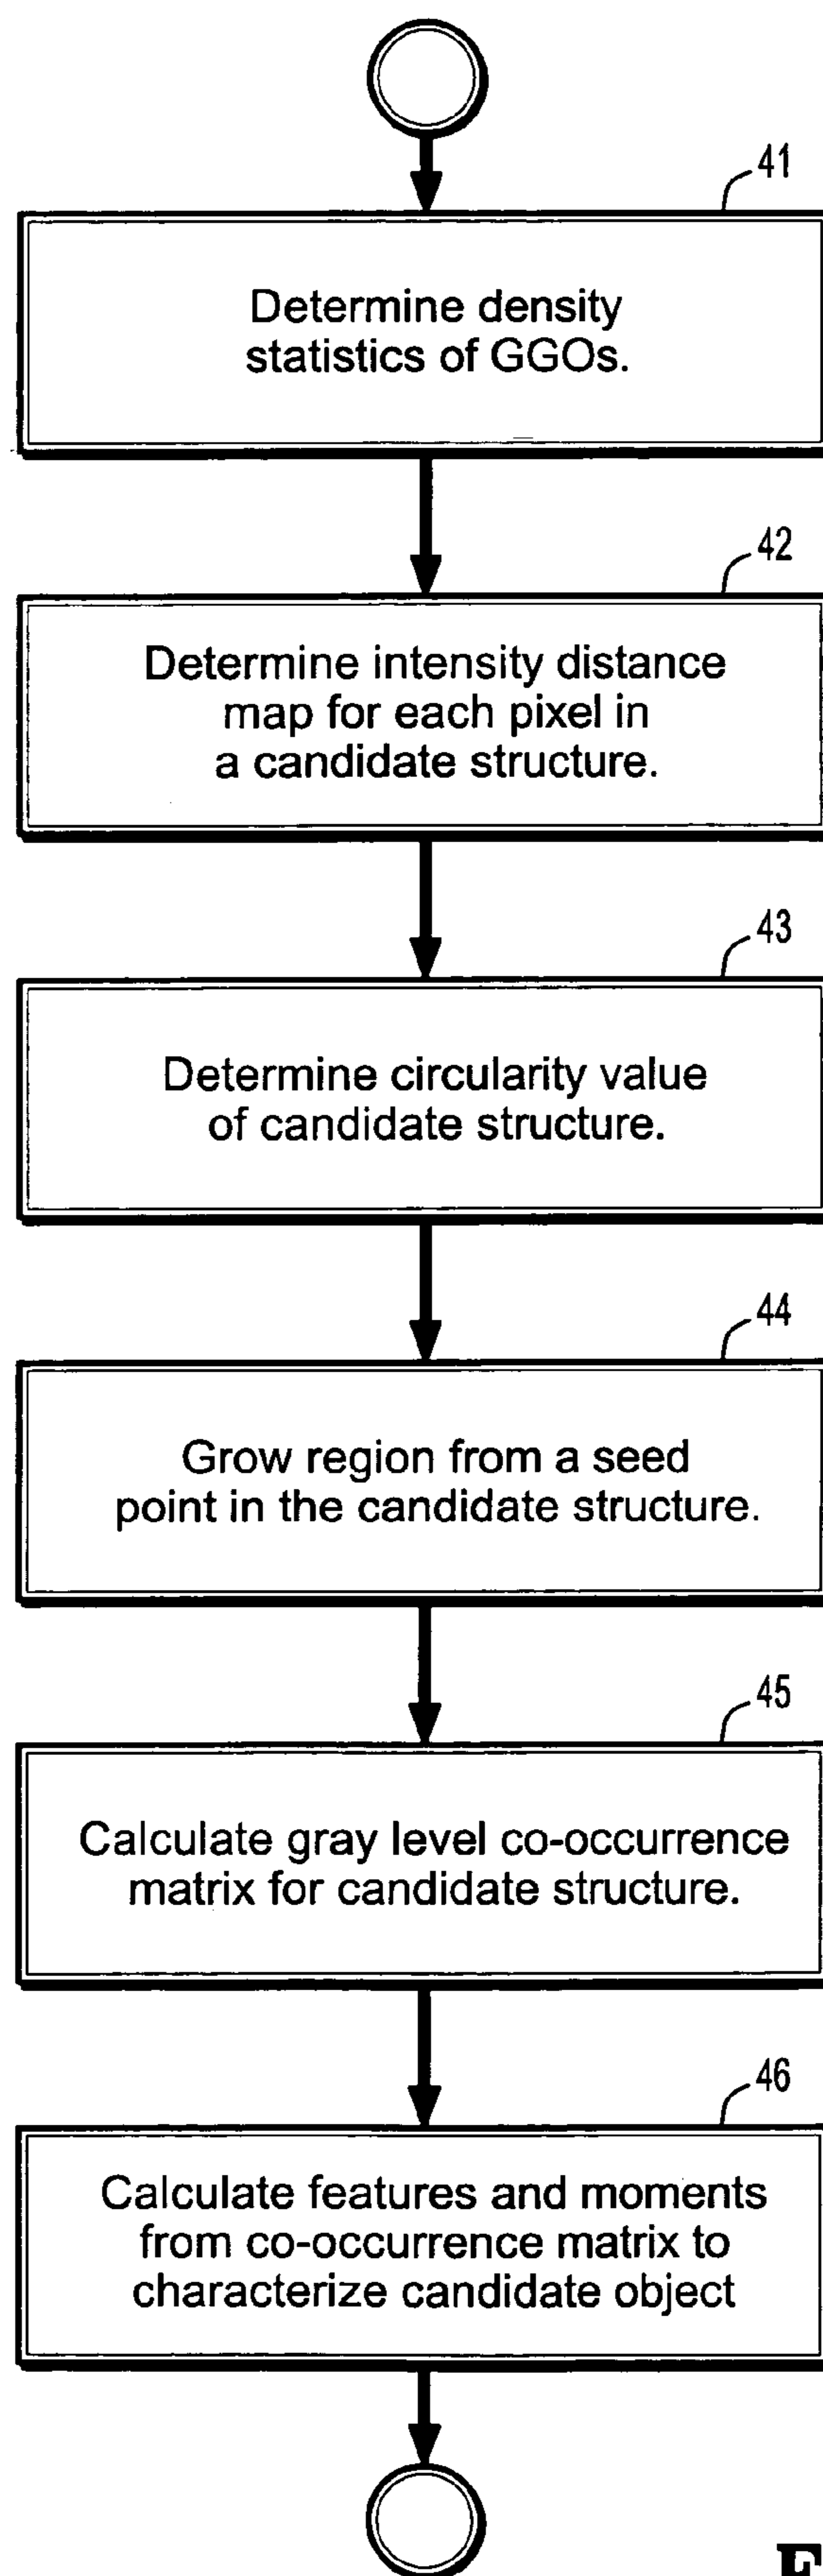 41
Determine density
statistics of GGOs.
42
Determine intensity distance
map for each pixel in
a candidate structure.
43
Determine circularity value
of candidate structure.
44
Grow region from a seed
point in the candidate structure.
45
Calculate gray level co-occurrence
matrix for candidate structure.
46
Calculate features and moments
from co-occurrence matrix to
characterize candidate object